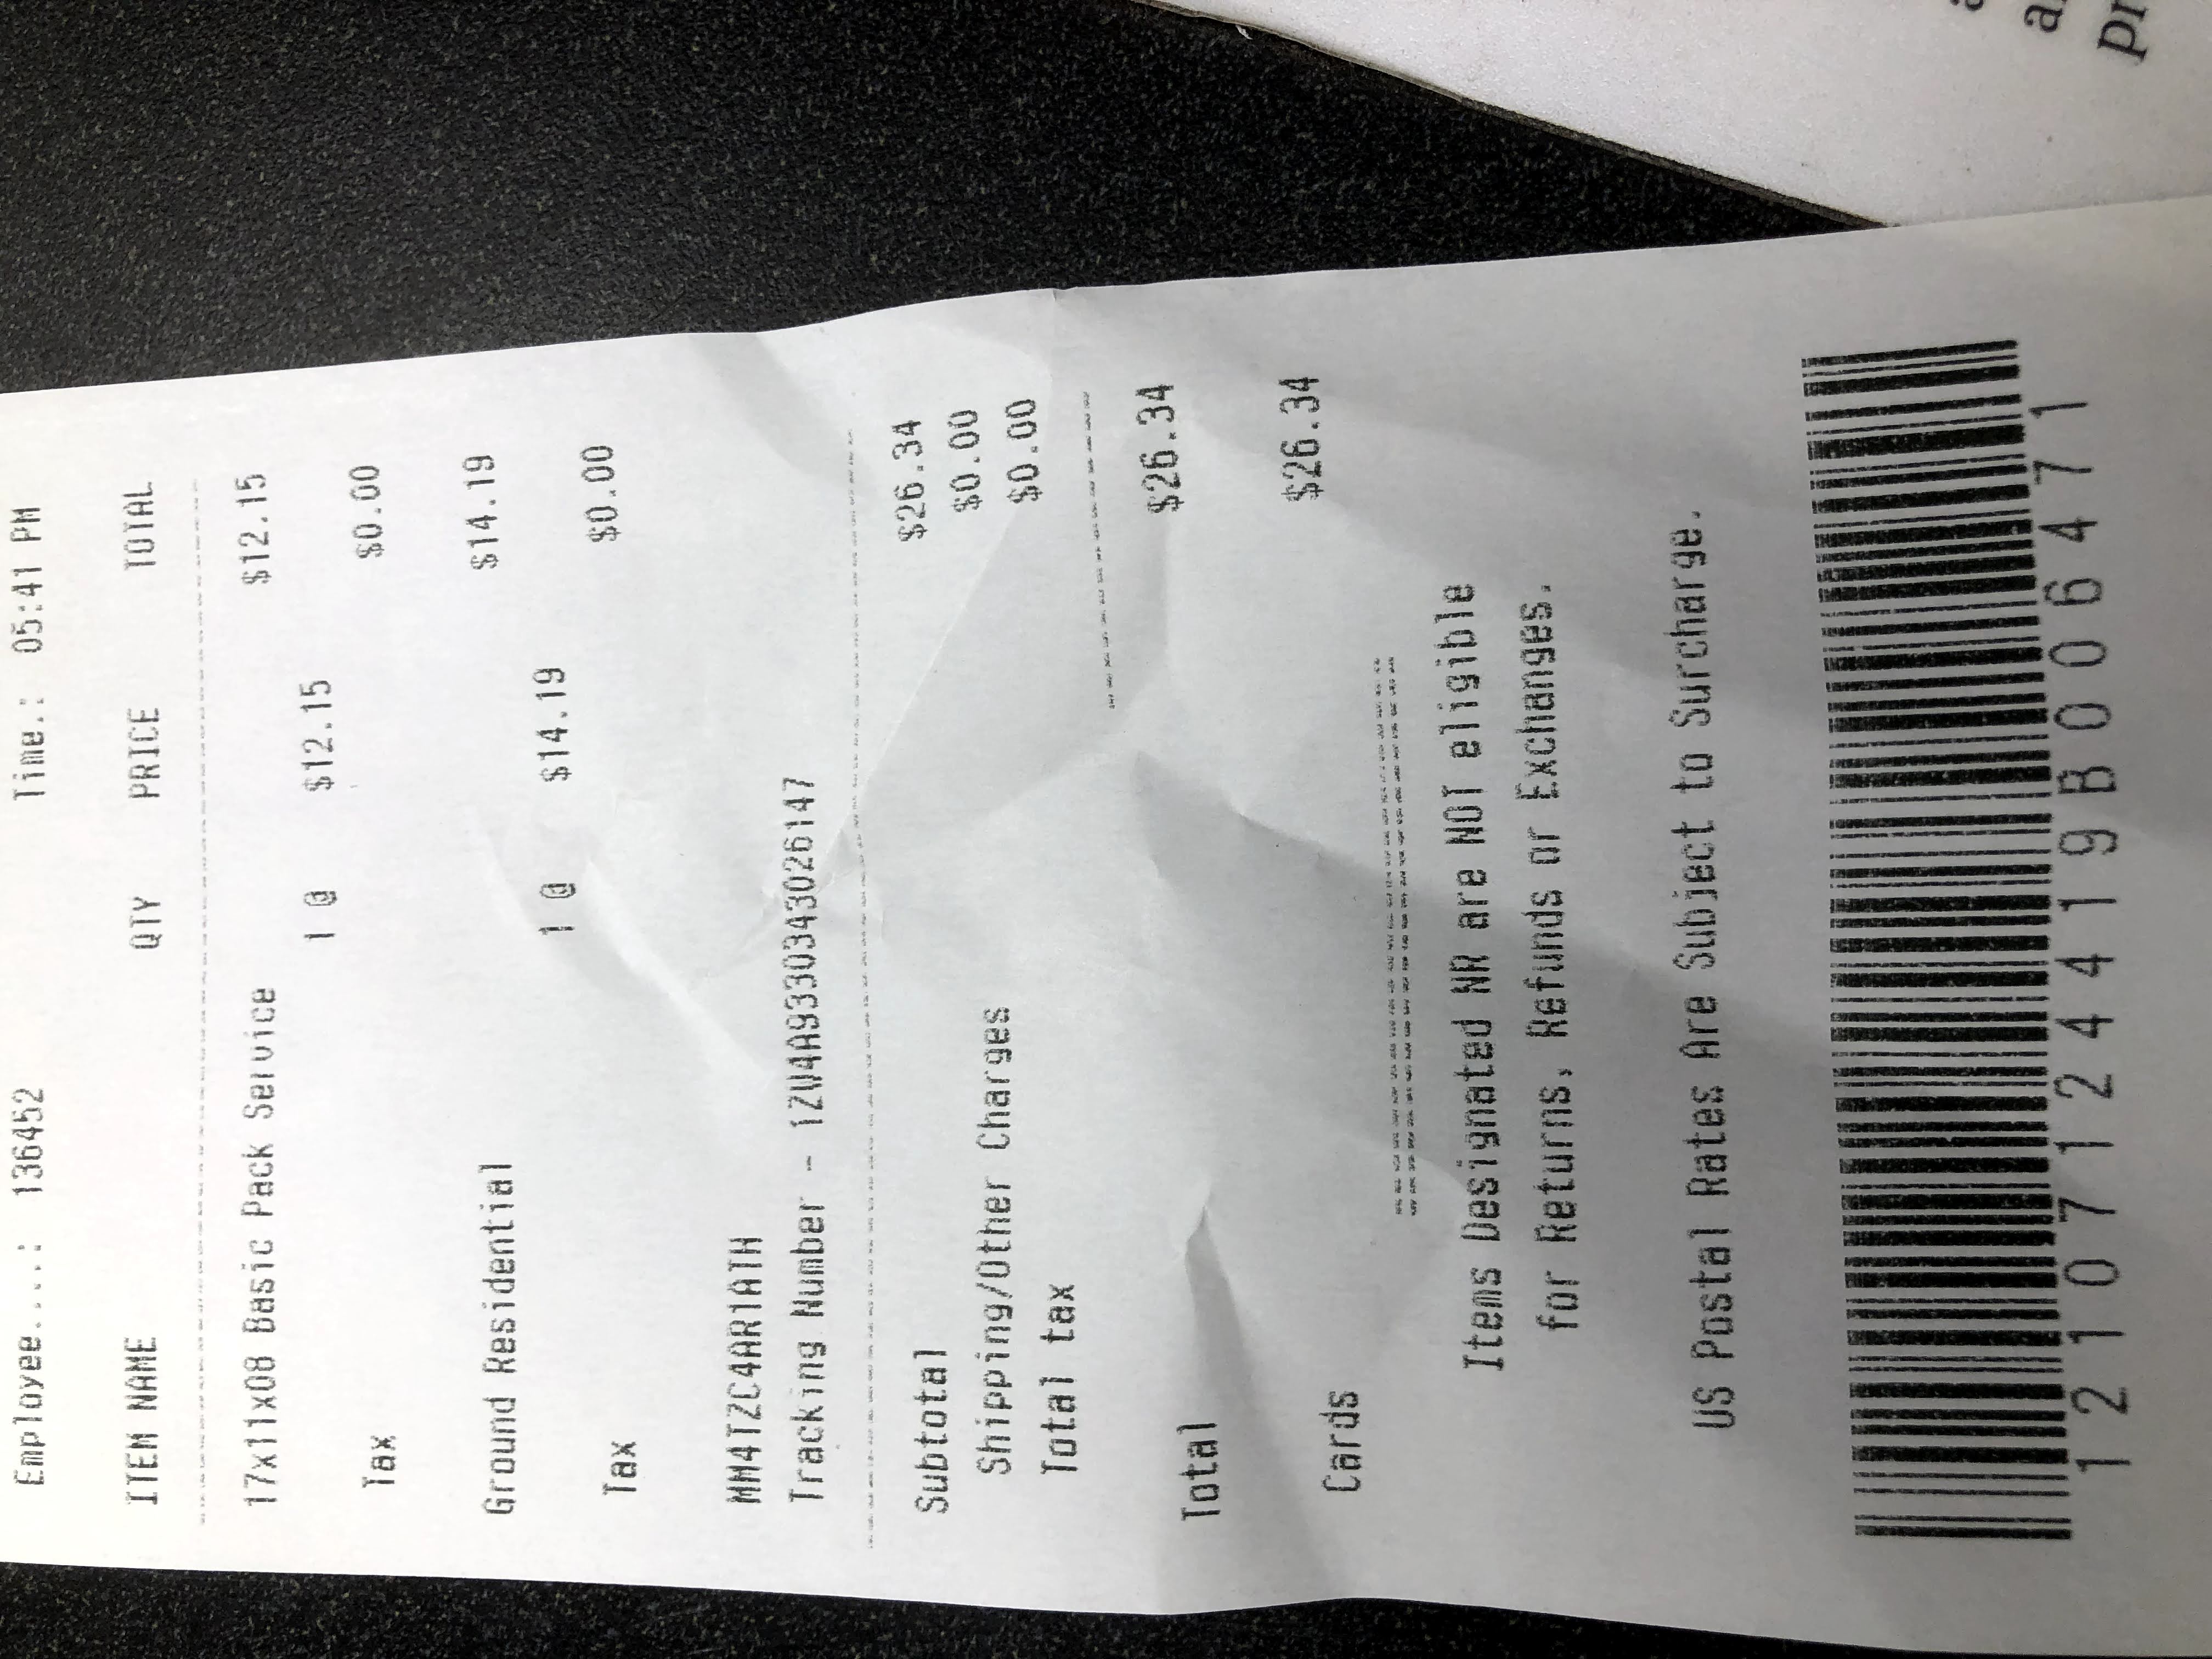 Employee....: 136452 Time.: 05:41 PM
ITEM NAME QTY PRICE TOTAL
17x11x08 Basic Pack Service $12.15
1 @ $12.15
Tax $0.00
Ground Residential $14.19
1 @ $14.19
Tax $0.00
MM4TZC4AR1ATH
Tracking Number - 1ZW4A9330343026147
Subtotal $26.34
Shipping/Other Charges $0.00
Total tax $0.00
Total $26.34
Cards $26.34
Items Designated NR are NOT eligible
for Returns, Refunds or Exchanges.
US Postal Rates Are Subject to Surcharge.
12107124419B006471